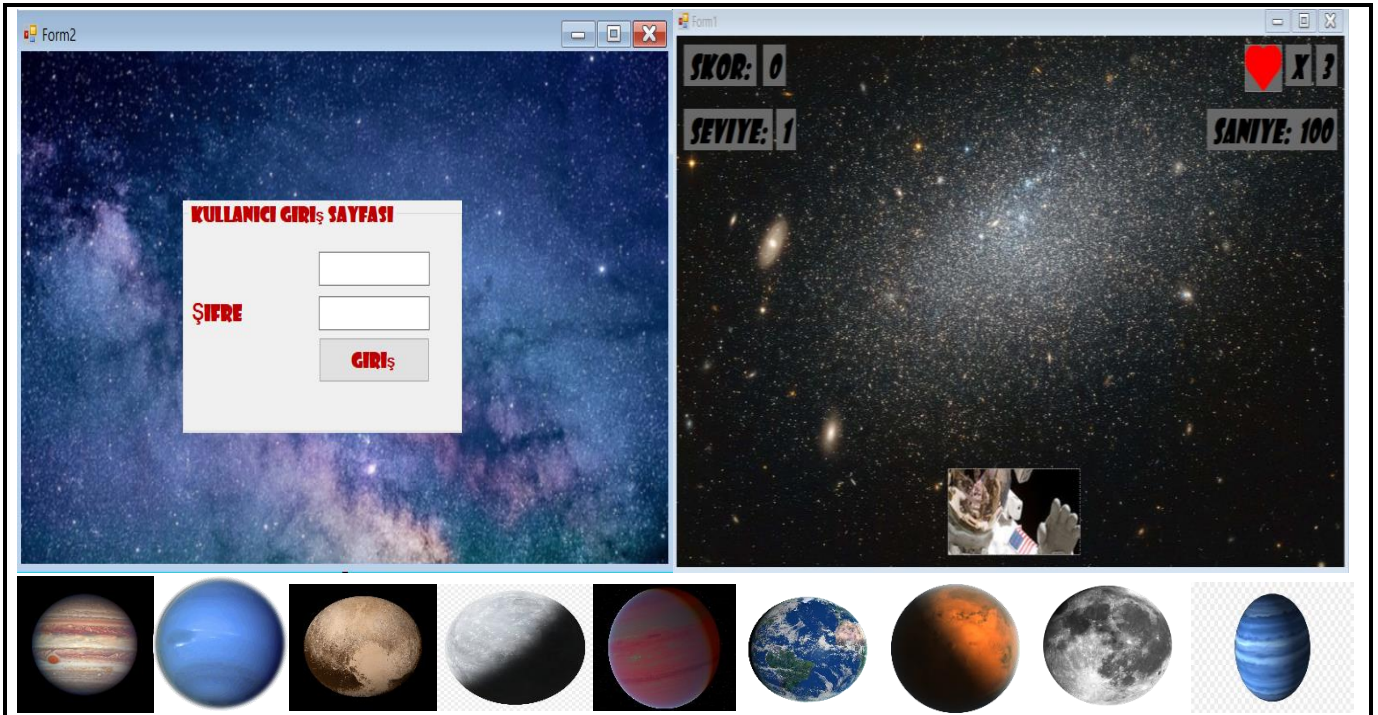 Form2
KULLANICI GIRIş SAYFASI
ŞIFRE
GIRIş
Form1
SKOR: 0
X 3
SEVIYE: 1
SANIYE: 100